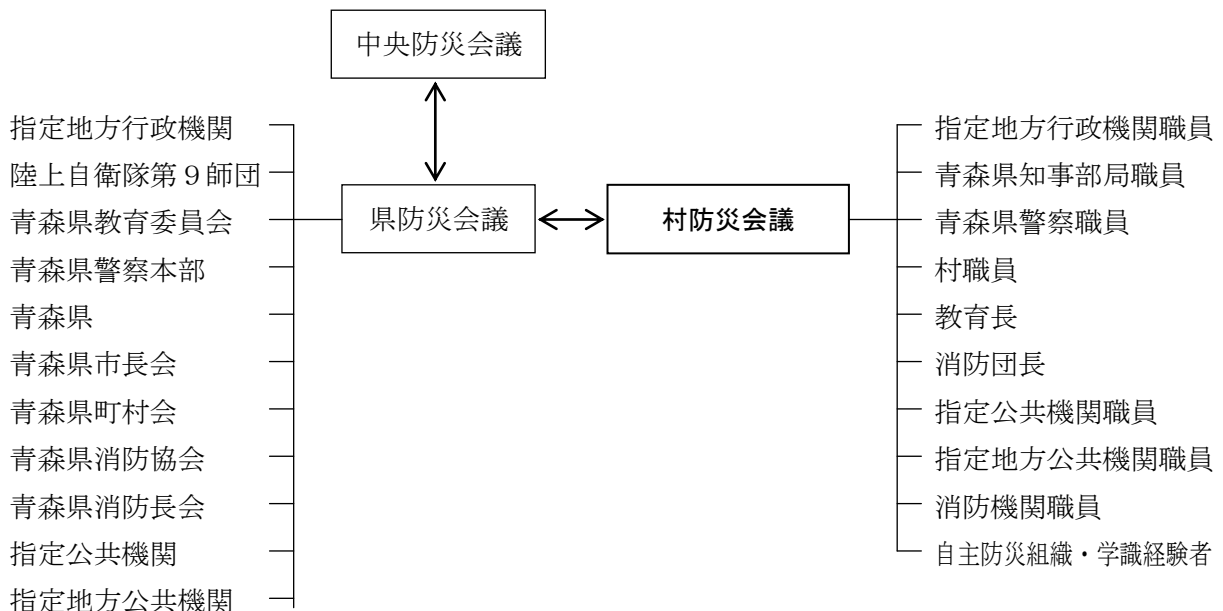 中央防災会議
指定地方行政機関
陸上自衛隊第９師団
青森県教育委員会
青森県警察本部
青森県
青森県市長会
青森県町村会
青森県消防協会
青森県消防長会
指定公共機関
指定地方公共機関
県防災会議
村防災会議
指定地方行政機関職員
青森県知事部局職員
青森県警察職員
村職員
教育長
消防団長
指定公共機関職員
指定地方公共機関職員
消防機関職員
自主防災組織・学識経験者